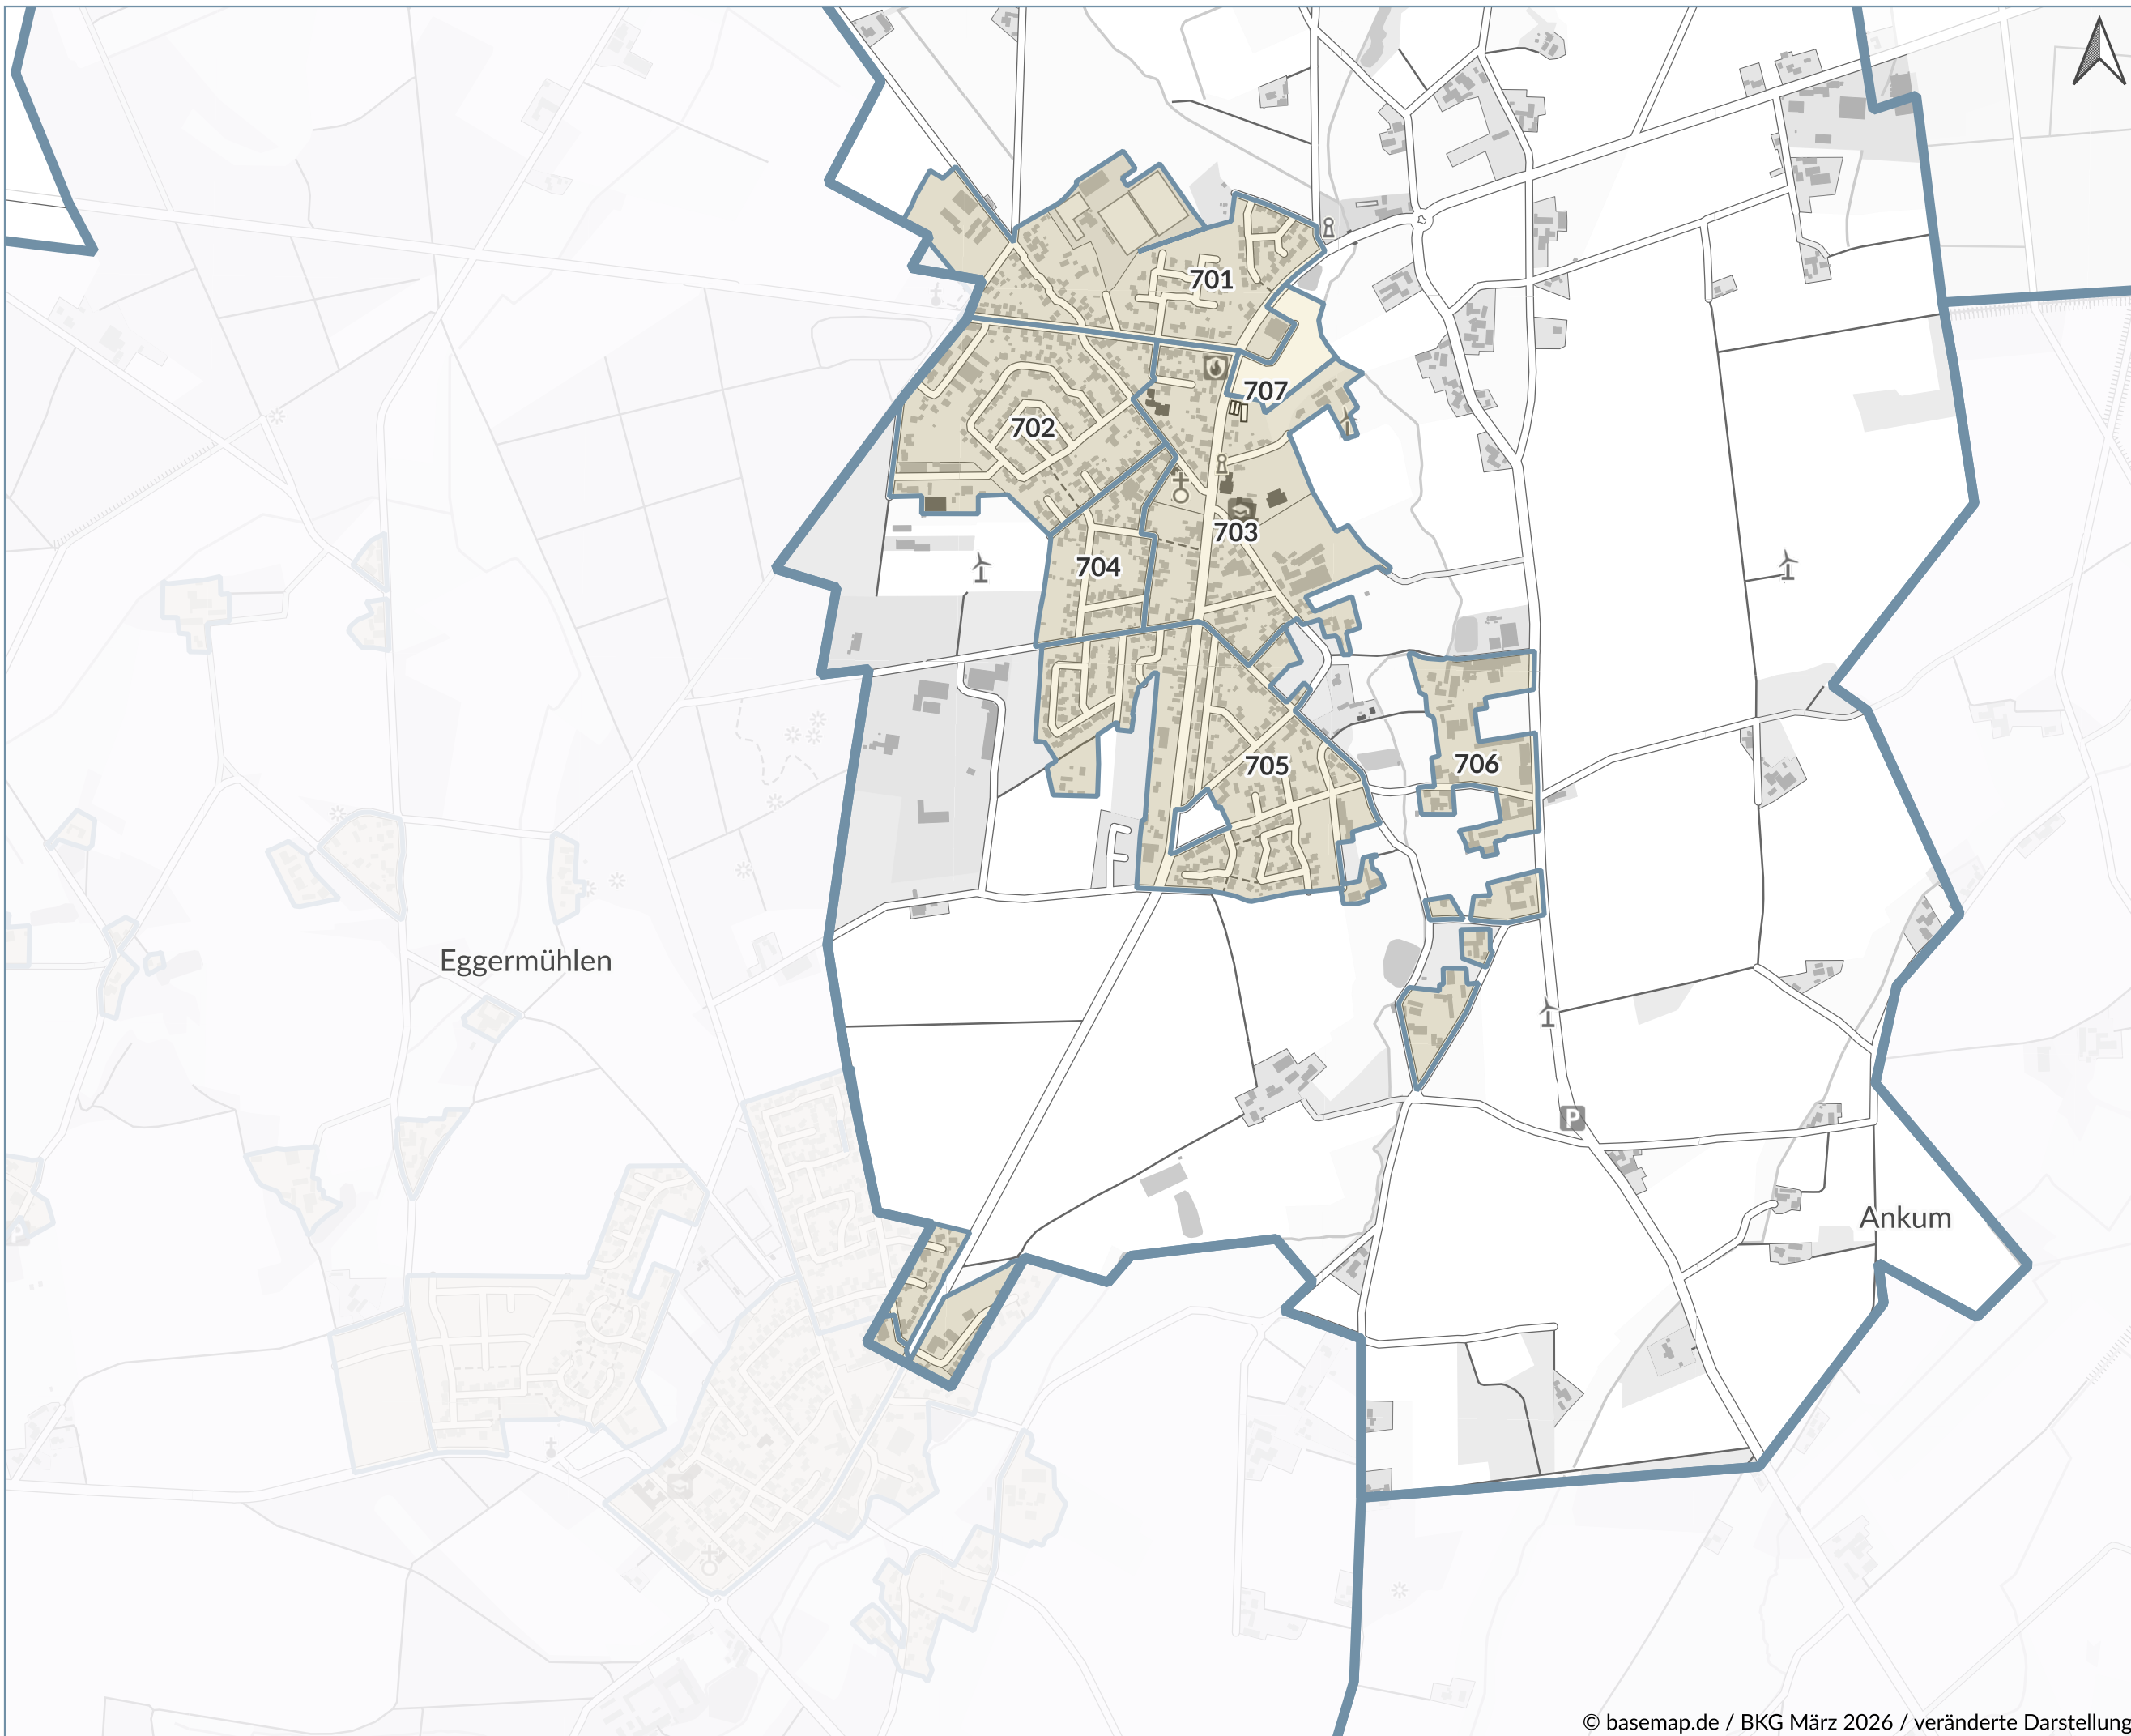 701
707
702
703
704
705
706
Eggermühlen
P
Ankum
© basemap.de / BKG März 2026 / veränderte Darstellung